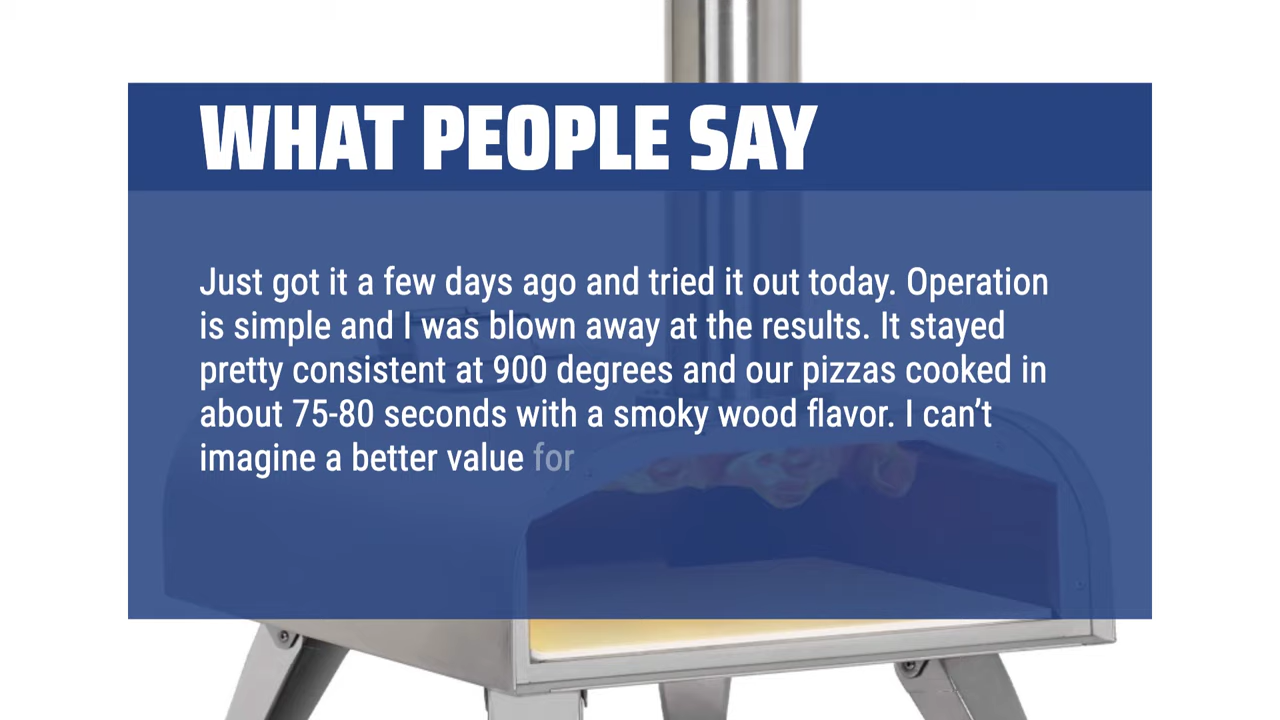 WHAT PEOPLE SAY
Just got it a few days ago and tried it out today. Operation
is simple and I was blown away at the results. It stayed
pretty consistent at 900 degrees and our pizzas cooked in
about 75-80 seconds with a smoky wood flavor. I can’t
imagine a better value for